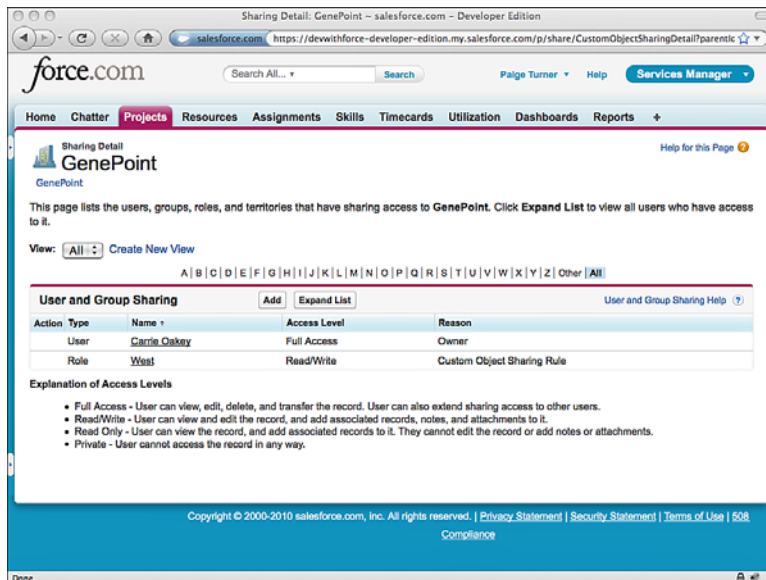 Sharing Detail: GenePoint ~ salesforce.com - Developer Edition
salesforce.com https://devwithforce-developer-edition.my.salesforce.com/p/share/CustomObjectSharingDetail?parentId
force.com Search All... Search Paige Turner Help Services Manager
Home Chatter Projects Resources Assignments Skills Timecards Utilization Dashboards Reports +
Sharing Detail
GenePoint
Help for this Page
GenePoint
This page lists the users, groups, roles, and territories that have sharing access to GenePoint. Click Expand List to view all users who have access
to it.
View: All Create New View
A | B | C | D | E | F | G | H | I | J | K | L | M | N | O | P | Q | R | S | T | U | V | W | X | Y | Z | Other | All
User and Group Sharing Add Expand List User and Group Sharing Help ?
Action Type Name Access Level Reason
User Carrie Oakey Full Access Owner
Role West Read/Write Custom Object Sharing Rule
Explanation of Access Levels
• Full Access - User can view, edit, delete, and transfer the record. User can also extend sharing access to other users.
• Read/Write - User can view and edit the record, and add associated records, notes, and attachments to it.
• Read Only - User can view the record, and add associated records to it. They cannot edit the record or add notes or attachments.
• Private - User cannot access the record in any way.
Copyright © 2000-2010 salesforce.com, inc. All rights reserved. | Privacy Statement | Security Statement | Terms of Use | 508
Compliance
Done